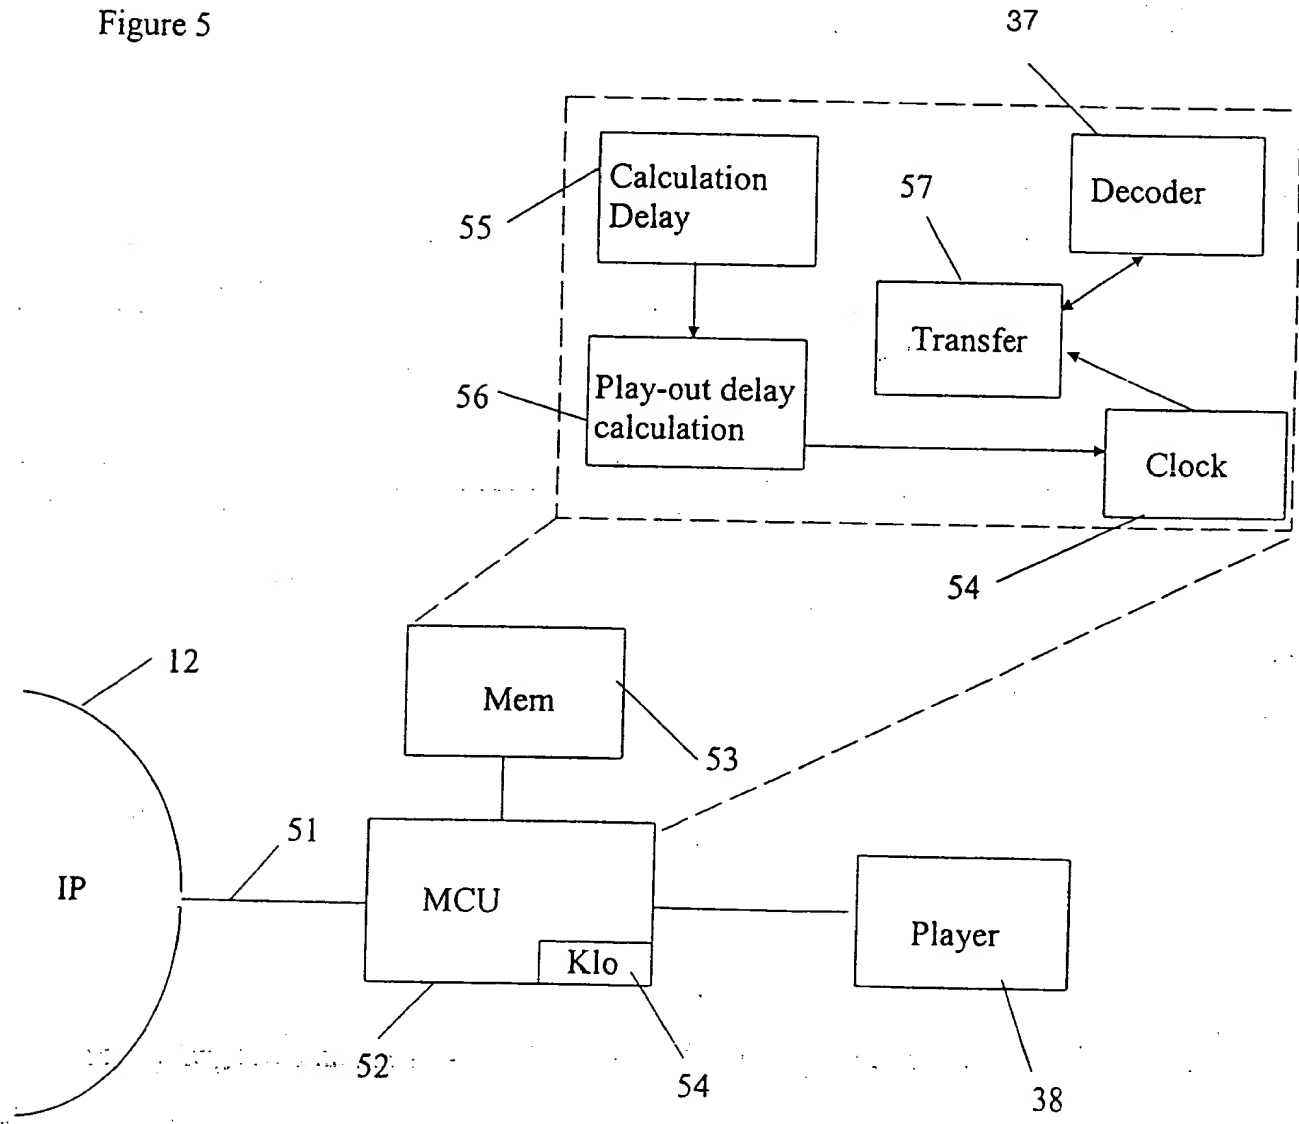 Figure 5
37
Calculation
Delay
Decoder
57
55
Transfer
Play-out delay
calculation
56
Clock
54
12
Mem
53
51
IP
MCU
Player
Klo
52
54
38